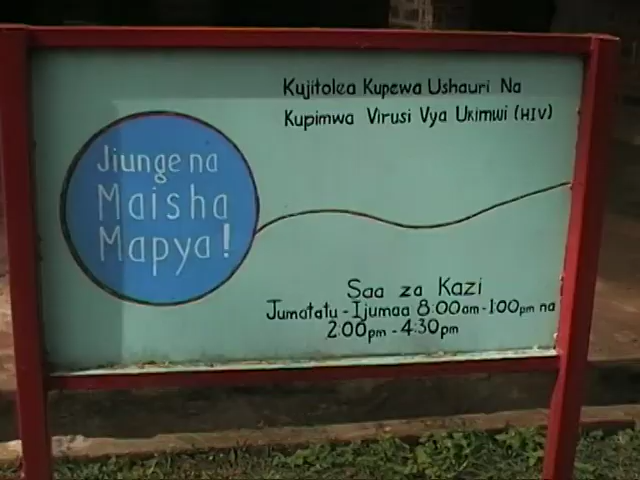 Kujitolea Kupewa Ushauri Na
Kupimwa Virusi Vya Ukimwi (HIV)
Jiunge na
Maisha
Mapya!
Saa za Kazi
Jumatatu - Ijumaa 8:00am - 1:00pm na
2:00pm - 4:30pm